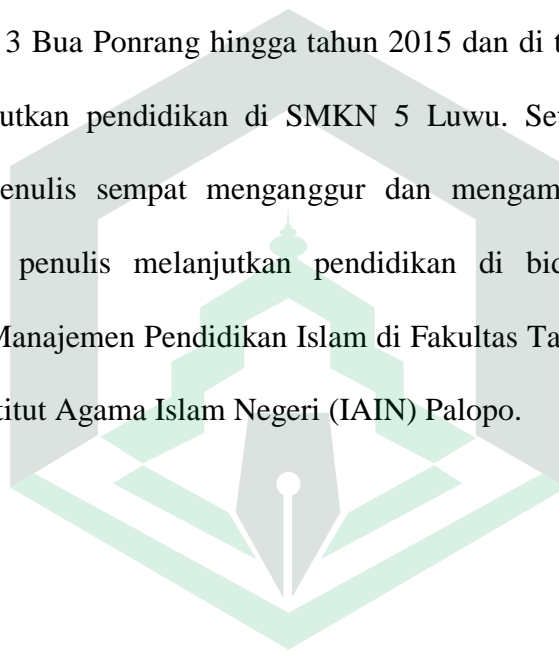 3 Bua Ponrang hingga tahun 2015 dan di t
utkan pendidikan di SMKN 5 Luwu. Se
enulis sempat menganggur dan mengam
penulis melanjutkan pendidikan di bid
Manajemen Pendidikan Islam di Fakultas Ta
titut Agama Islam Negeri (IAIN) Palopo.